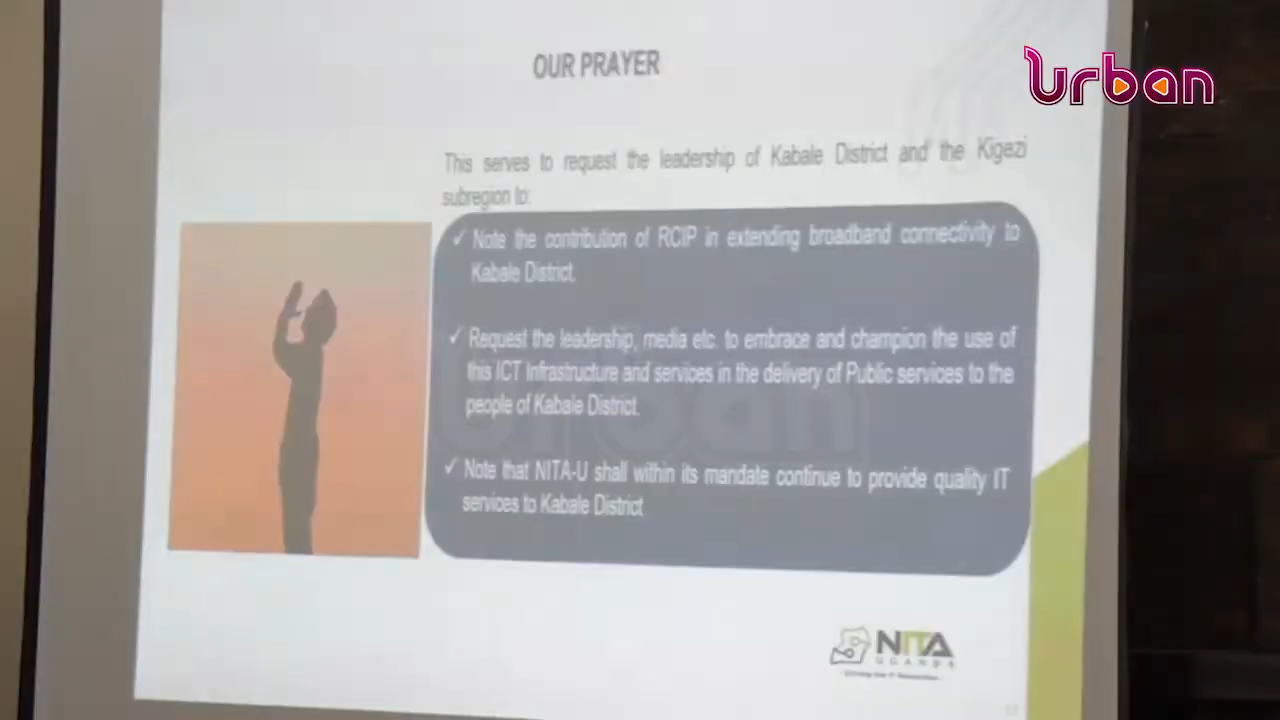 Urban
OUR PRAYER
This serves to request the leadership of Kabale District and the Kigezi
subregion to:
✓ Note the contribution of RCIP in extending broadband connectivity to
Kabale District.
✓ Request the leadership, media etc. to embrace and champion the use of
this ICT Infrastructure and services in the delivery of Public services to the
people of Kabale District.
✓ Note that NITA-U shall within its mandate continue to provide quality IT
services to Kabale District
Urban
NITA
UGANDA